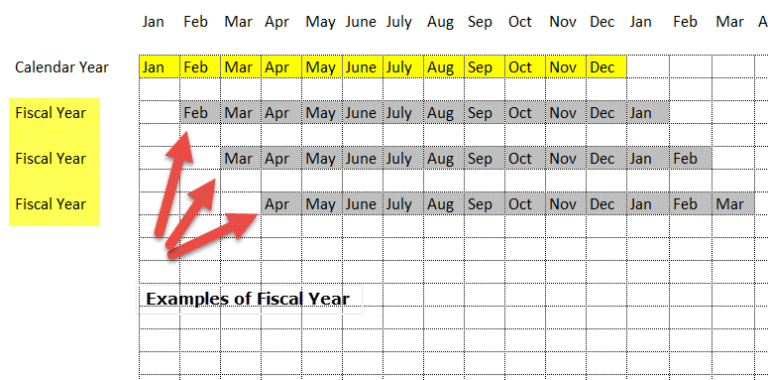 Jan Feb Mar Apr May June July Aug Sep Oct Nov Dec Jan Feb Mar A
Calendar Year Jan Feb Mar Apr May June July Aug Sep Oct Nov Dec
Fiscal Year Feb Mar Apr May June July Aug Sep Oct Nov Dec Jan
Fiscal Year Mar Apr May June July Aug Sep Oct Nov Dec Jan Feb
Fiscal Year Apr May June July Aug Sep Oct Nov Dec Jan Feb Mar
Examples of Fiscal Year